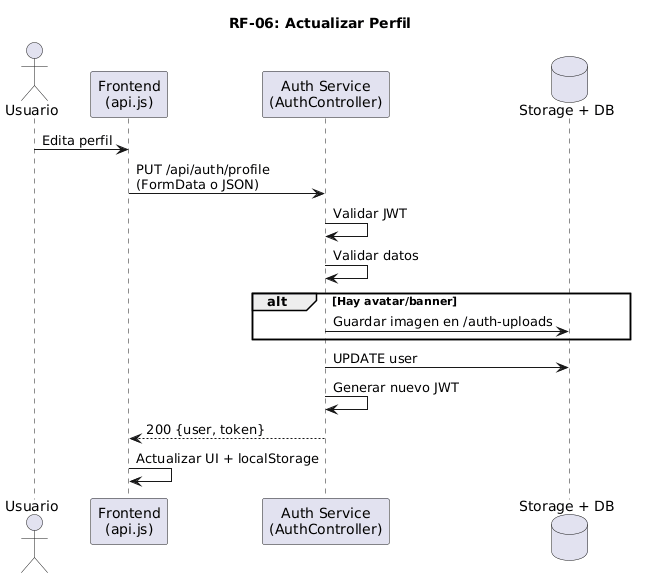 RF-06: Actualizar Perfil
Usuario
Frontend
(api.js)
Auth Service
(AuthController)
Storage + DB
Edita perfil
PUT /api/auth/profile
(FormData o JSON)
Validar JWT
Validar datos
alt
[Hay avatar/banner]
Guardar imagen en /auth-uploads
UPDATE user
Generar nuevo JWT
200 {user, token}
Actualizar UI + localStorage
Usuario
Frontend
(api.js)
Auth Service
(AuthController)
Storage + DB